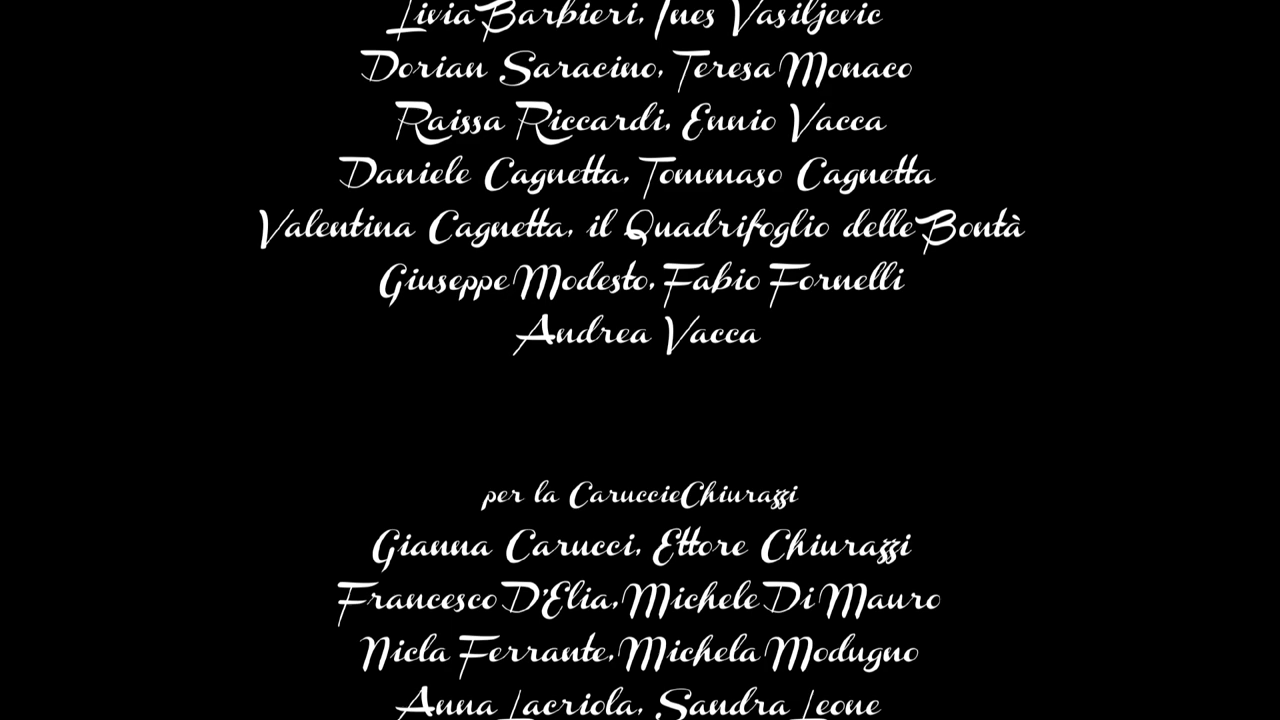 Livia Barbieri, Ines Vasiljevic
Dorian Saracino, Teresa Monaco
Raissa Riccardi, Ennio Vacca
Daniele Cagnetta, Tommaso Cagnetta
Valentina Cagnetta, il Quadrifoglio delle Bontà
Giuseppe Modesto, Fabio Fornelli
Andrea Vacca
per la CaruccieChiurazzi
Gianna Carucci, Ettore Chiurazzi
Francesco D'Elia, Michele Di Mauro
Nicla Ferrante, Michela Modugno
Anna Lacriola, Sandra Leone